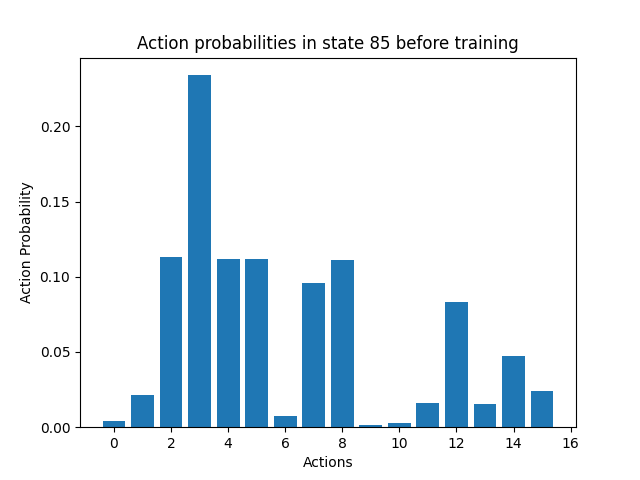 Action probabilities in state 85 before training
0.20
0.15
0.10
0.05
0.00
Action Probability
0 2 4 6 8 10 12 14 16
Actions